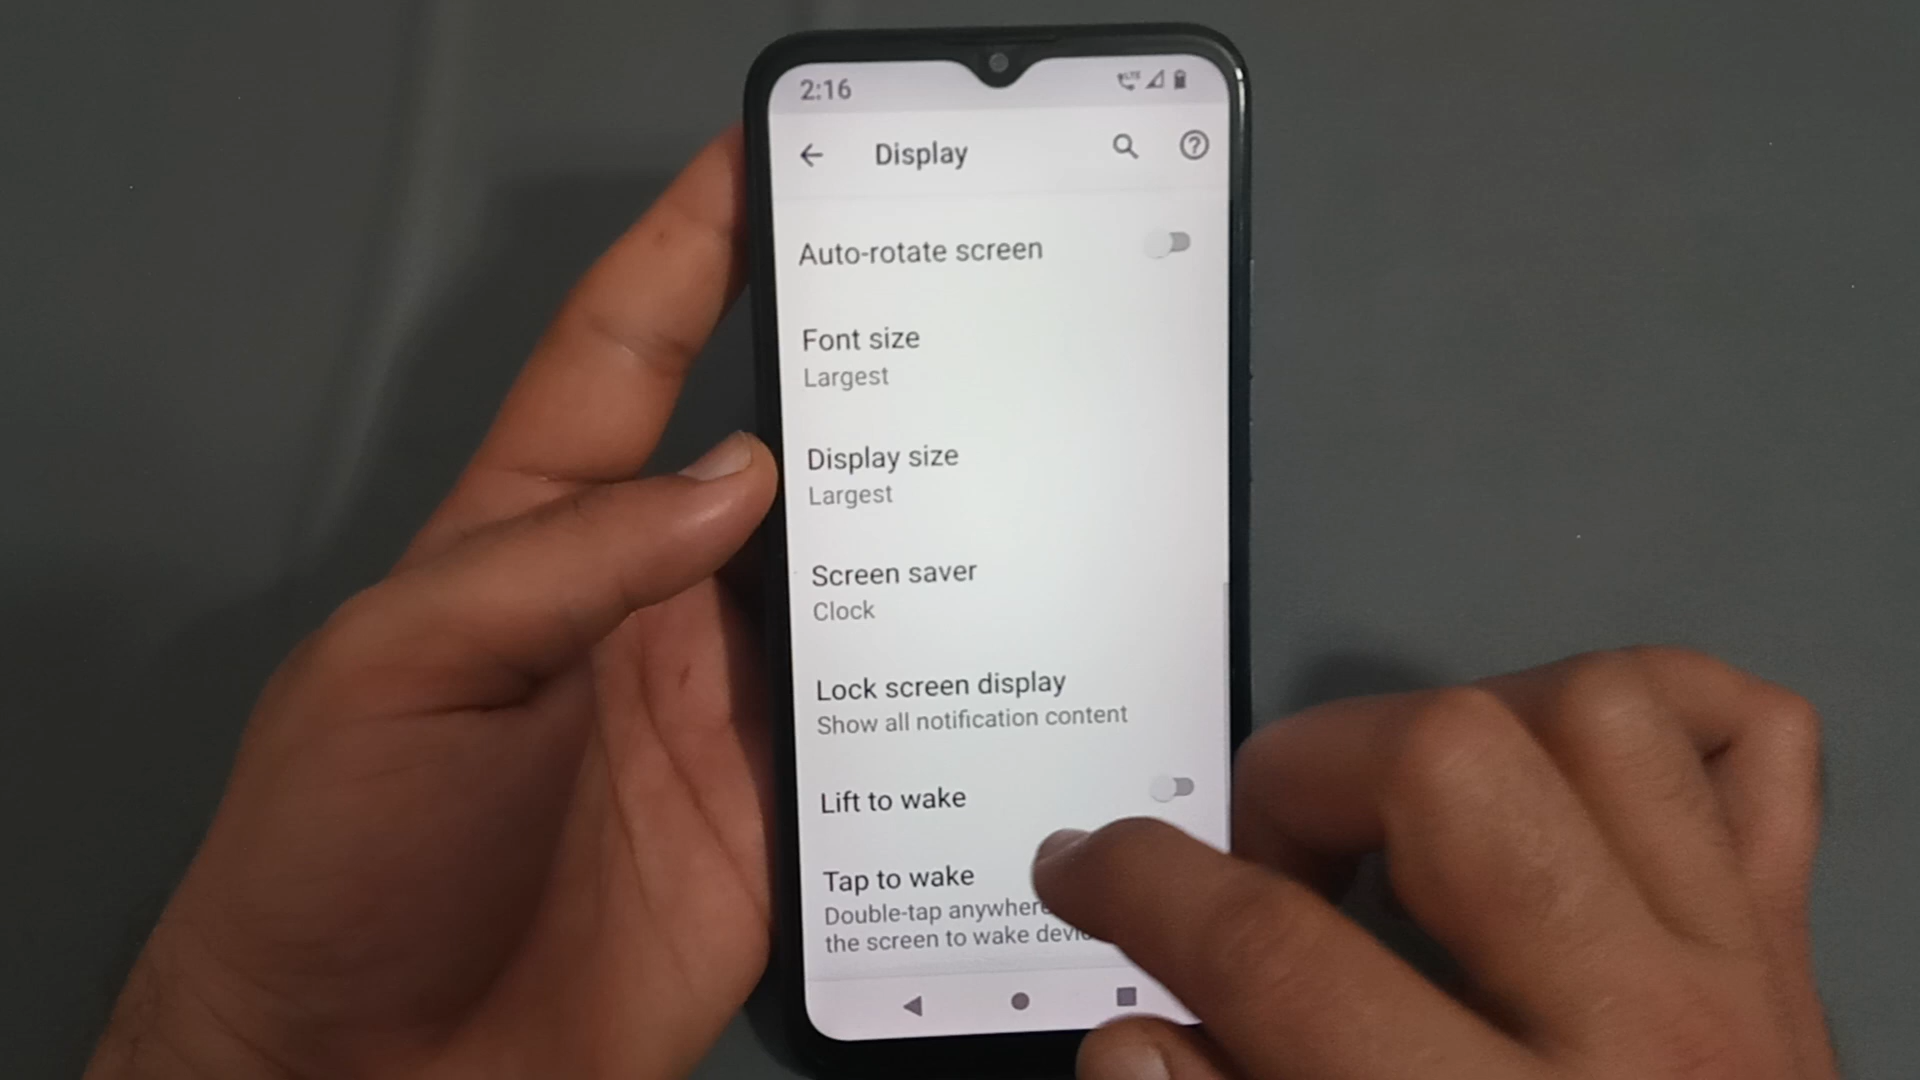 2:16
LTE
Display
Auto-rotate screen
Font size
Largest
Display size
Largest
Screen saver
Clock
Lock screen display
Show all notification content
Lift to wake
Tap to wake
Double-tap anywhere
the screen to wake